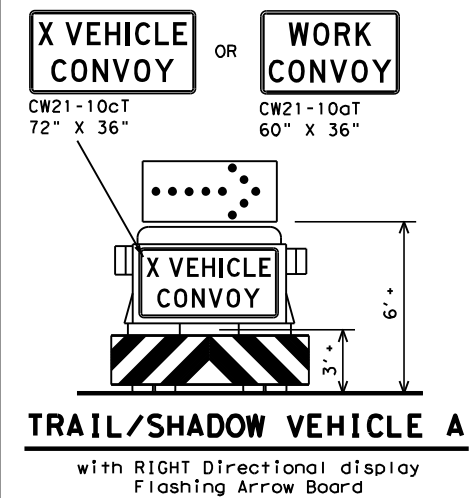 X VEHICLE
CONVOY
OR
WORK
CONVOY
CW21-10cT
72" X 36"
CW21-10aT
60" X 36"
X VEHICLE
CONVOY
6'+
3'+
TRAIL/SHADOW VEHICLE A
with RIGHT Directional display
Flashing Arrow Board